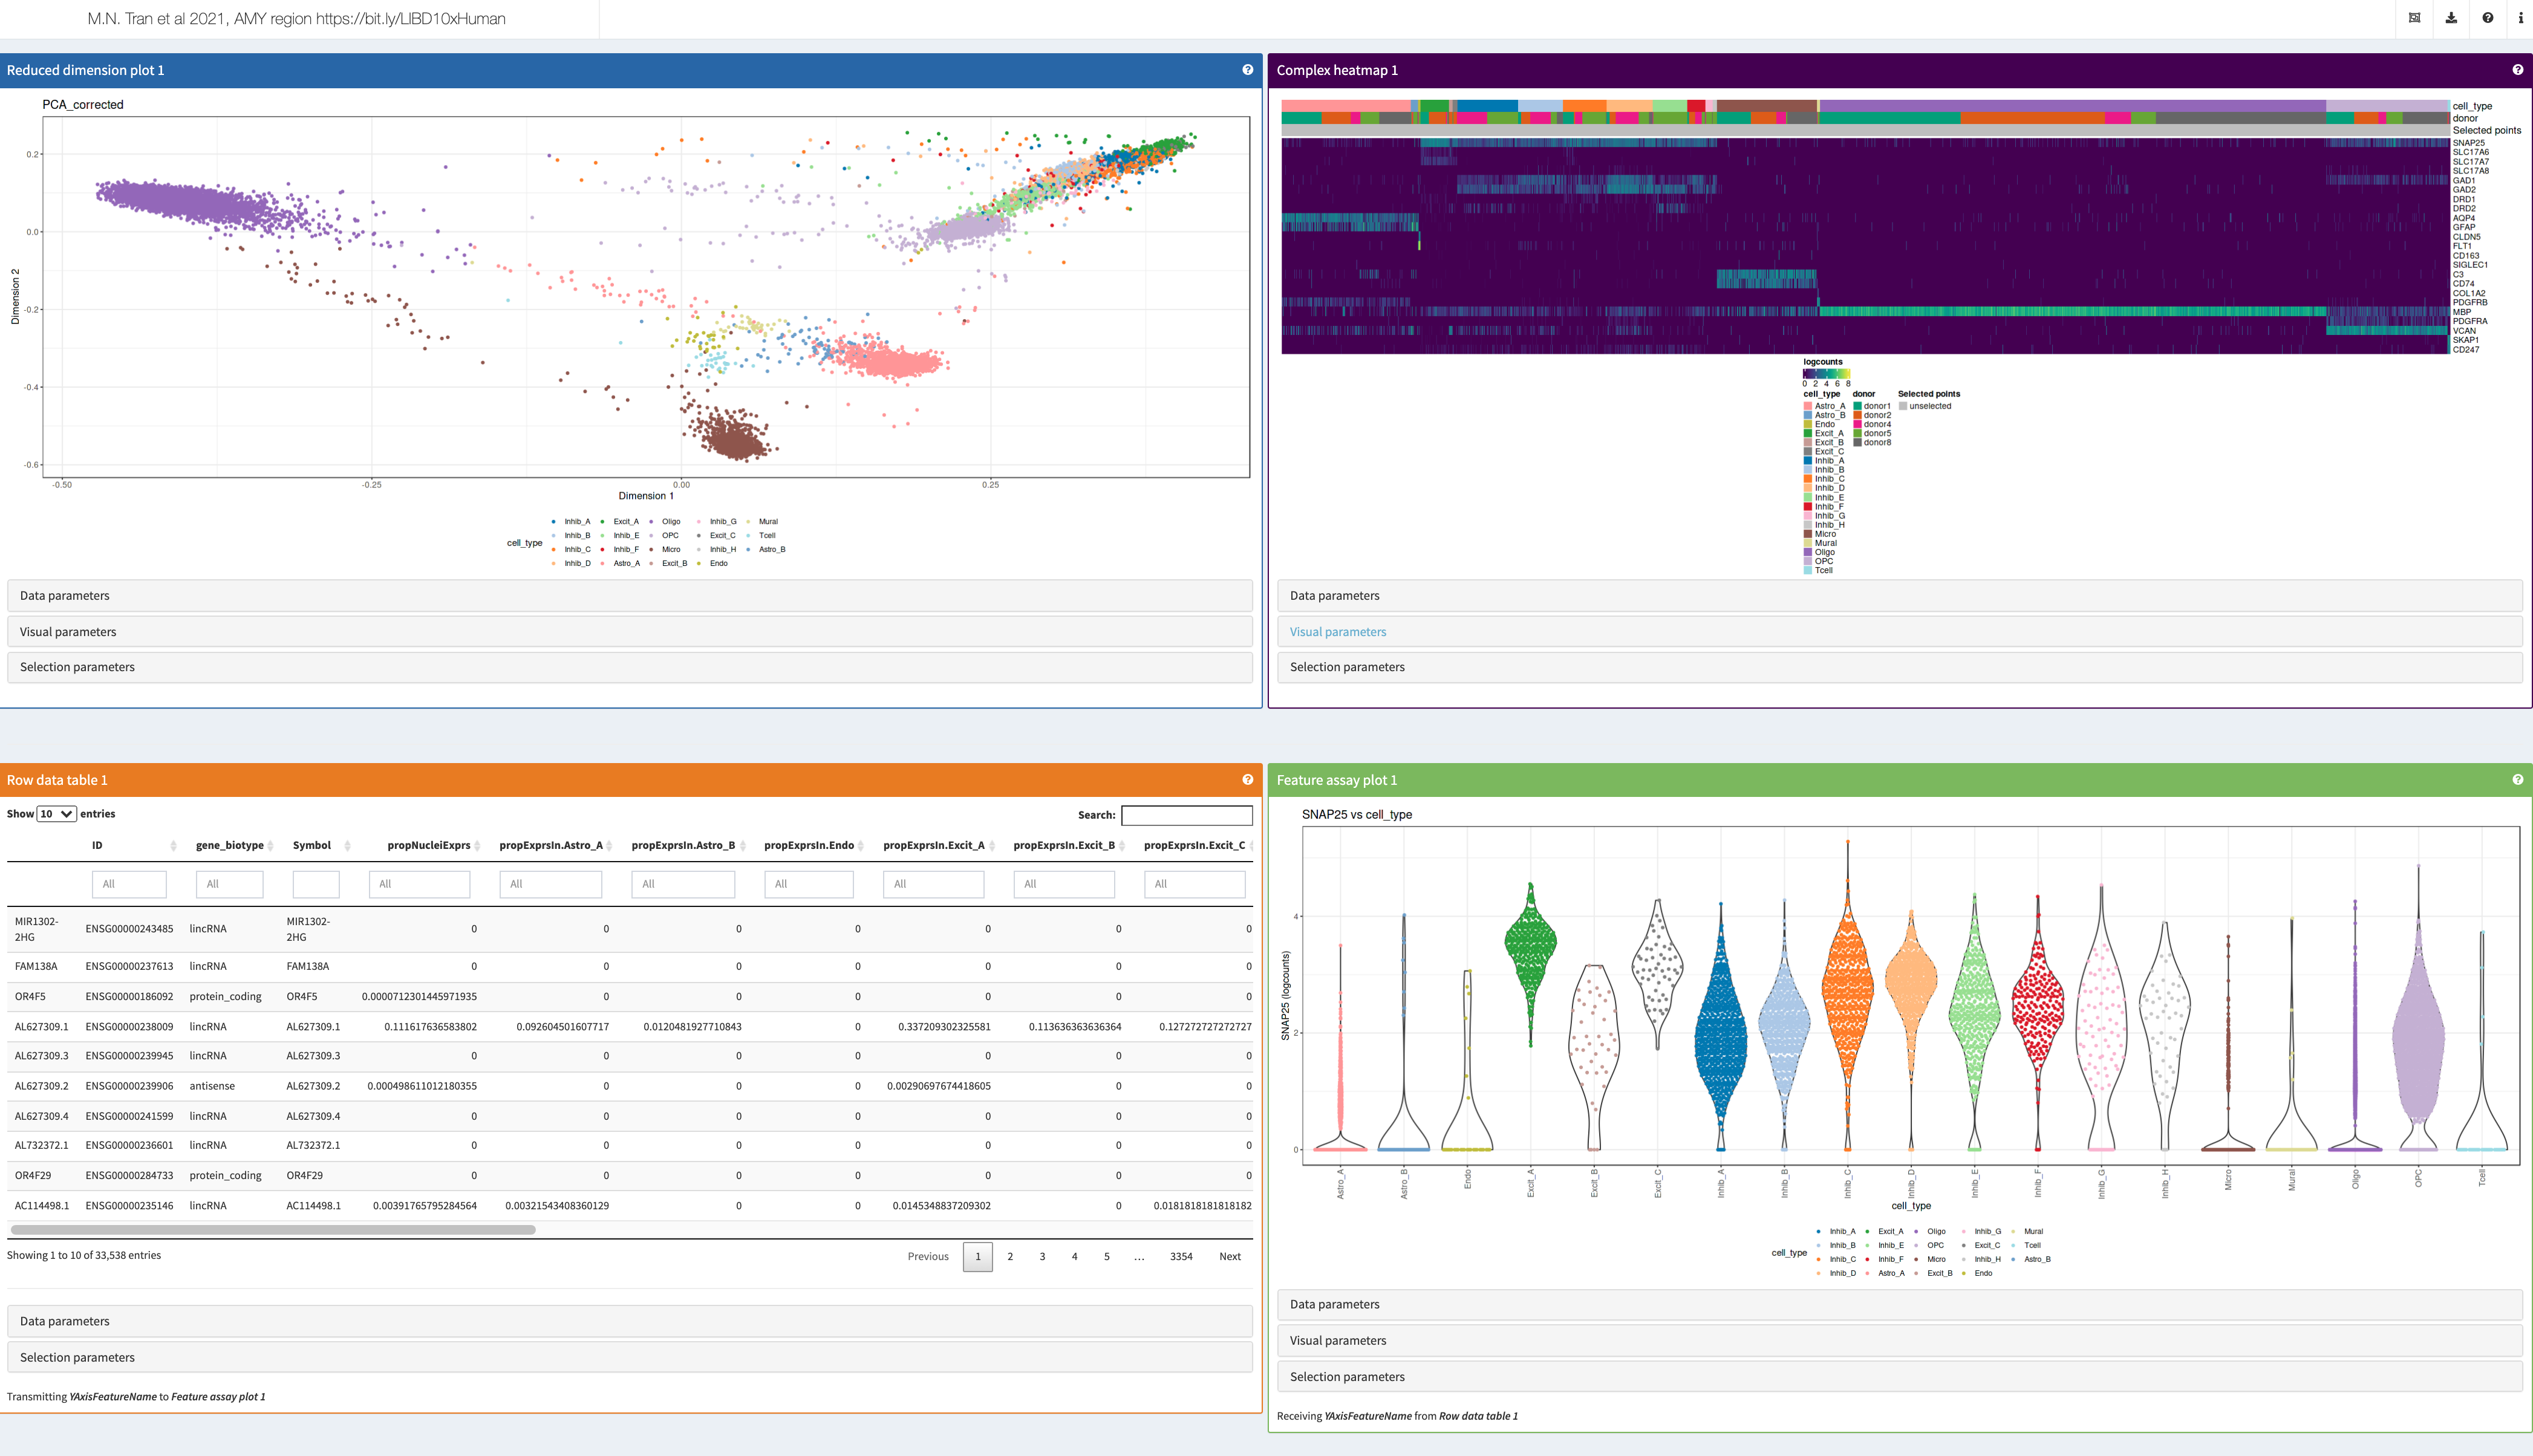 M.N. Tran et al 2021, AMY region https://bit.ly/LIBD10xHuman
Reduced dimension plot 1
PCA_corrected
0.2
0.0
-0.2
-0.4
-0.6
Dimension 2
-0.50
-0.25
0.00
0.25
Dimension 1
cell_type
Inhib_A Excit_A Oligo Inhib_G Mural
Inhib_B Inhib_E OPC Excit_C Tcell
Inhib_C Inhib_F Micro Inhib_H Astro_B
Inhib_D Astro_A Excit_B Endo
Data parameters
Visual parameters
Selection parameters
Complex heatmap 1
cell_type
donor
Selected points
SNAP25
SLC17A6
SLC17A7
SLC17A8
GAD1
GAD2
DRD1
DRD2
AQP4
GFAP
CLDN5
FLT1
CD163
SIGLEC1
C3
CD74
COL1A2
PDGFRB
MBP
PDGFRA
VCAN
SKAP1
CD247
logcounts
0 2 4 6 8
cell_type donor Selected points
Astro_A donor1 unselected
Astro_B donor2
Endo donor4
Excit_A donor5
Excit_B donor8
Excit_C
Inhib_A
Inhib_B
Inhib_C
Inhib_D
Inhib_E
Inhib_F
Inhib_G
Inhib_H
Micro
Mural
Oligo
OPC
Tcell
Data parameters
Visual parameters
Selection parameters
Row data table 1
Show 10 entries
Search:
ID gene_biotype Symbol propNucleiExprs propExprsIn.Astro_A propExprsIn.Astro_B propExprsIn.Endo propExprsIn.Excit_A propExprsIn.Excit_B propExprsIn.Excit_C
All All All All All All All All All
MIR1302-2HG ENSG00000243485 lincRNA MIR1302-2HG 0 0 0 0 0 0 0
FAM138A ENSG00000237613 lincRNA FAM138A 0 0 0 0 0 0 0
OR4F5 ENSG00000186092 protein_coding OR4F5 0.0000712301445971935 0 0 0 0 0 0
AL627309.1 ENSG00000238009 lincRNA AL627309.1 0.111617636583802 0.092604501607717 0.0120481927710843 0 0.337209302325581 0.113636363636364 0.127272727272727
AL627309.3 ENSG00000239945 lincRNA AL627309.3 0 0 0 0 0 0 0
AL627309.2 ENSG00000239906 antisense AL627309.2 0.000498611012180355 0 0 0 0.00290697674418605 0 0
AL627309.4 ENSG00000241599 lincRNA AL627309.4 0 0 0 0 0 0 0
AL732372.1 ENSG00000236601 lincRNA AL732372.1 0 0 0 0 0 0 0
OR4F29 ENSG00000284733 protein_coding OR4F29 0 0 0 0 0 0 0
AC114498.1 ENSG00000235146 lincRNA AC114498.1 0.00391765795284564 0.00321543408360129 0 0 0.0145348837209302 0 0.0181818181818182
Showing 1 to 10 of 33,538 entries
Previous 1 2 3 4 5 … 3354 Next
Data parameters
Selection parameters
Transmitting YAxisFeatureName to Feature assay plot 1
Feature assay plot 1
SNAP25 vs cell_type
4
2
0
SNAP25 (logcounts)
Astro_A
Astro_B
Endo
Excit_A
Excit_B
Excit_C
Inhib_A
Inhib_B
Inhib_C
Inhib_D
Inhib_E
Inhib_F
Inhib_G
Inhib_H
Micro
Mural
Oligo
OPC
Tcell
cell_type
cell_type
Inhib_A Excit_A Oligo Inhib_G Mural
Inhib_B Inhib_E OPC Excit_C Tcell
Inhib_C Inhib_F Micro Inhib_H Astro_B
Inhib_D Astro_A Excit_B Endo
Data parameters
Visual parameters
Selection parameters
Receiving YAxisFeatureName from Row data table 1